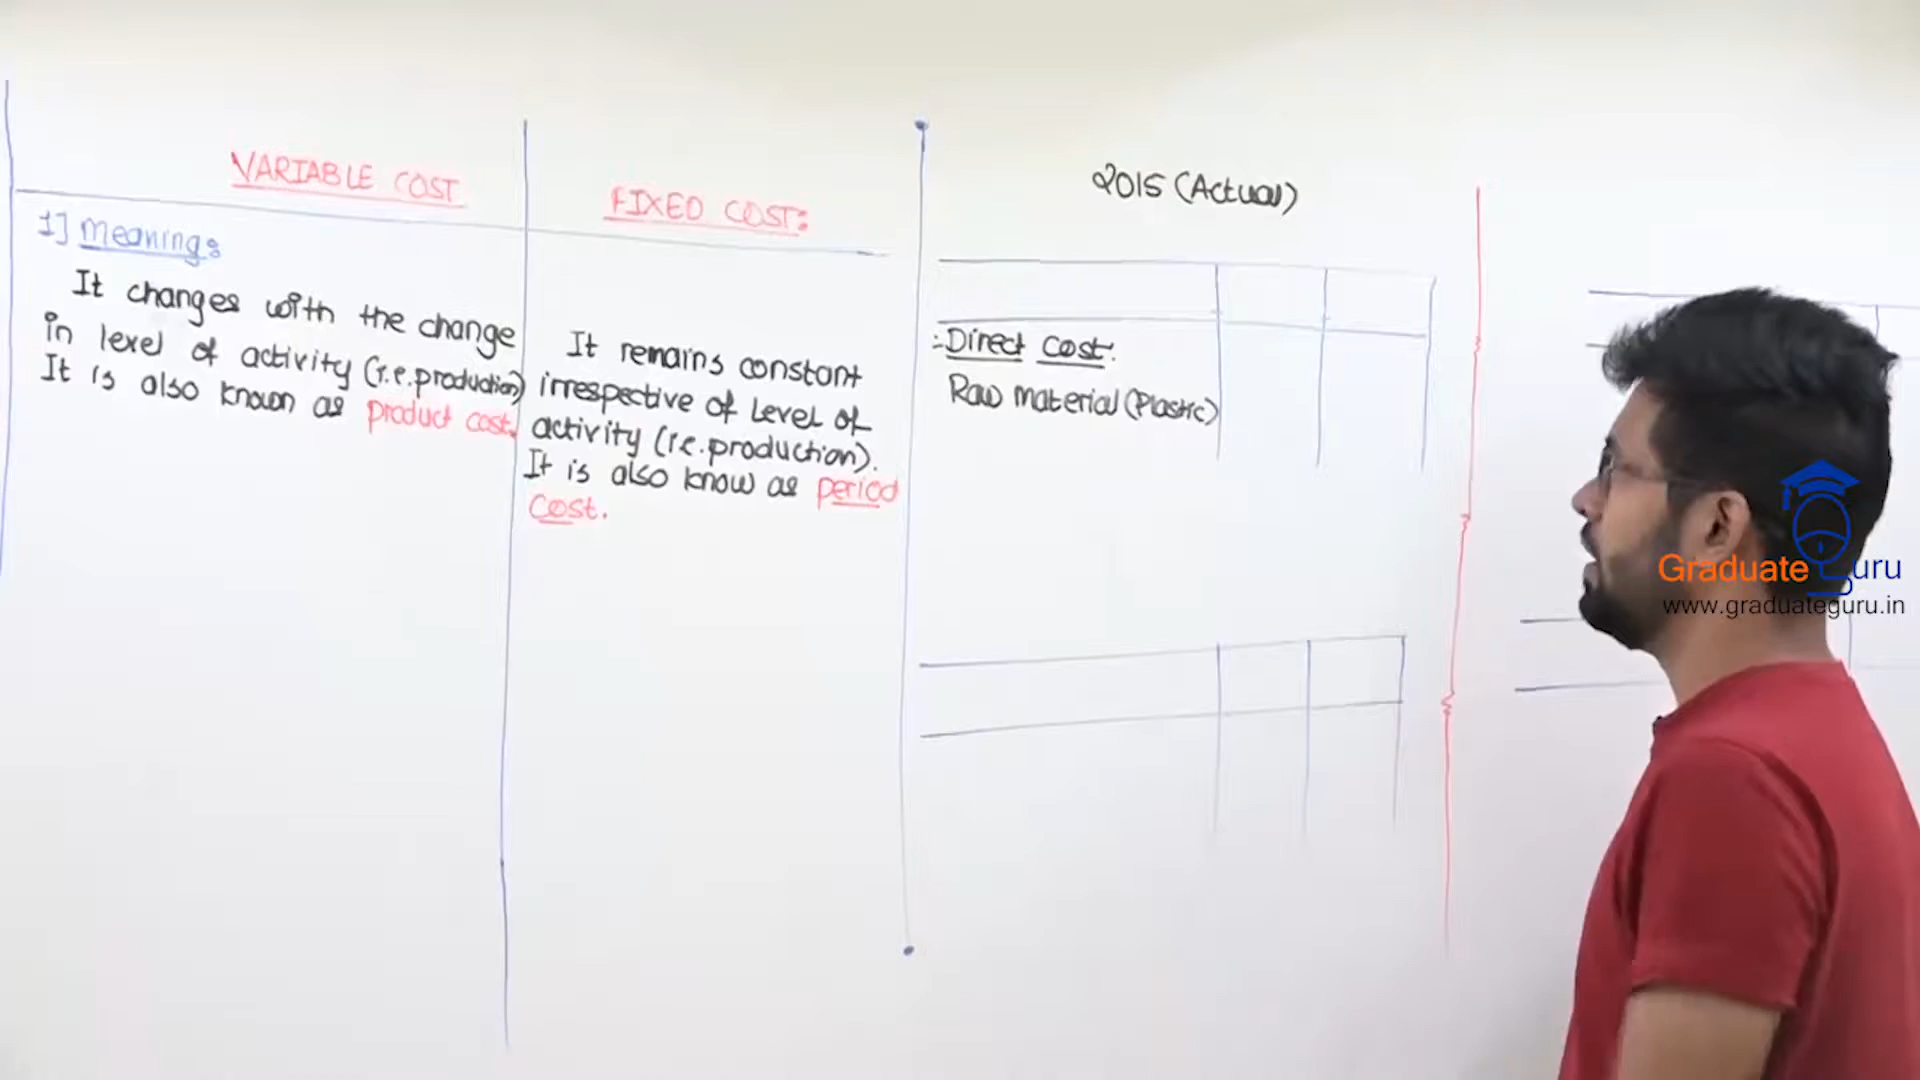 VARIABLE COST
1] Meaning:
It changes with the change
in level of activity (i.e. production)
It is also known as product cost.
FIXED COST:
It remains constant
irrespective of Level of
activity (i.e. production).
It is also know as period
cost.
2015 (Actual)
:Direct Cost:
Raw material (Plastic)
Graduate Guru
www.graduateguru.in